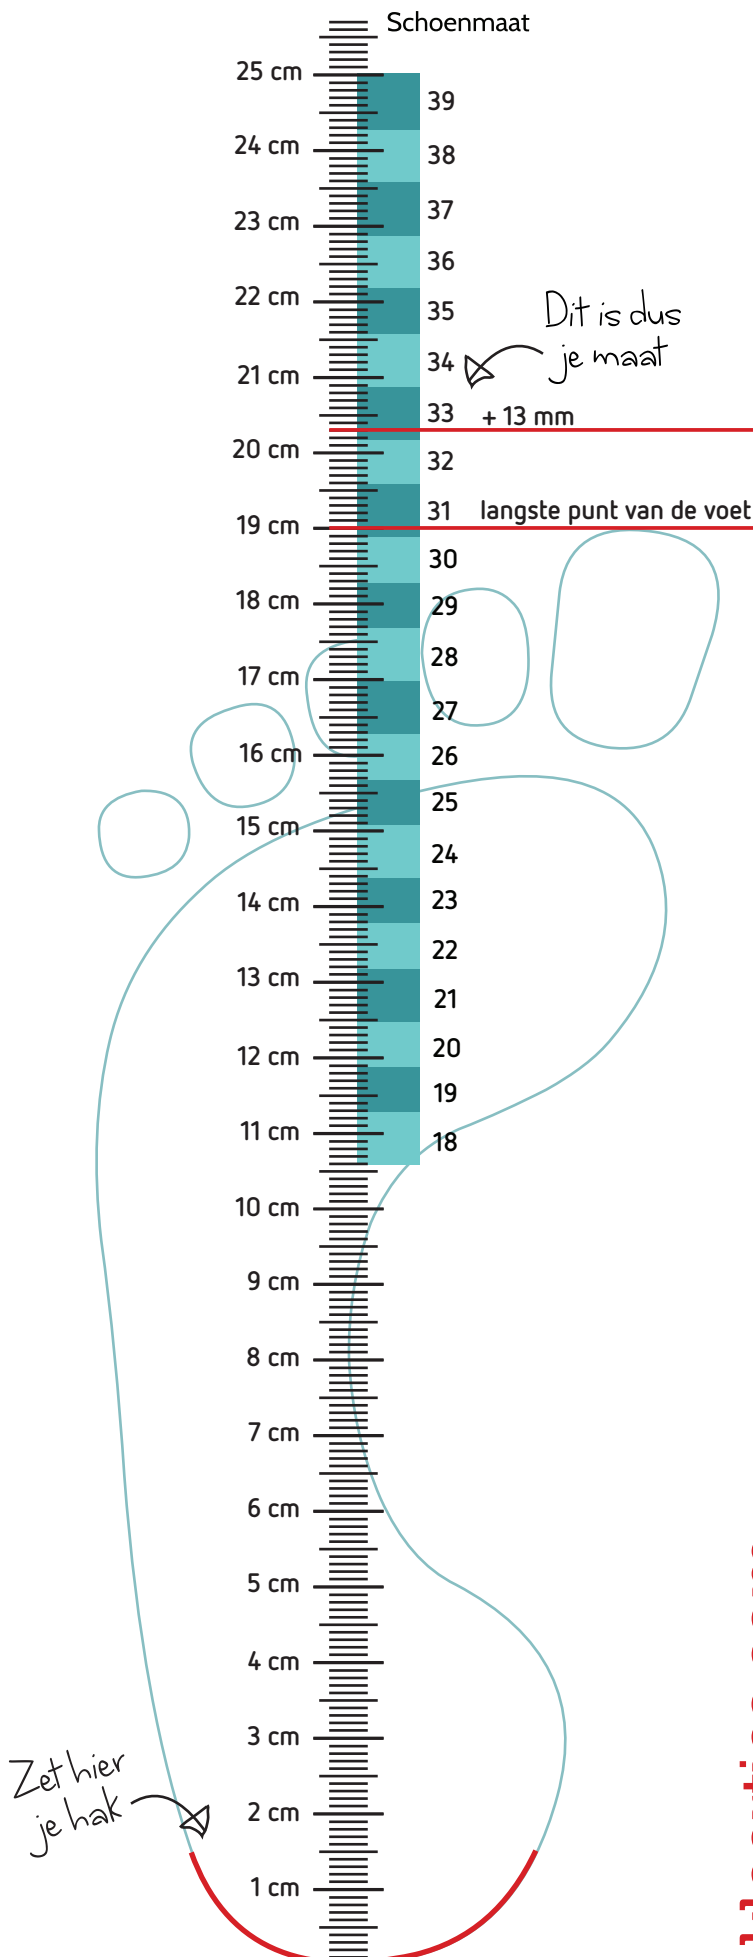 Schoenmaat
25 cm
39
24 cm
38
37
23 cm
36
22 cm
35
Dit is dus
je maat
34
21 cm
33
+ 13 mm
20 cm
32
31
langste punt van de voet
19 cm
30
18 cm
29
28
17 cm
27
16 cm
26
25
15 cm
24
14 cm
23
22
13 cm
21
20
12 cm
19
11 cm
18
10 cm
9 cm
8 cm
7 cm
6 cm
5 cm
4 cm
3 cm
Zet hier
je hak
2 cm
1 cm